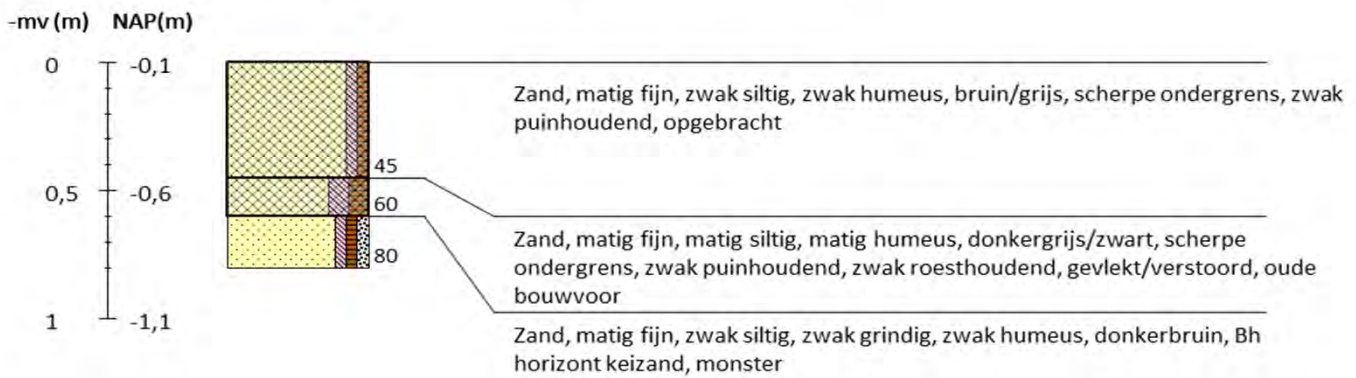 -mv (m) NAP(m)
0 -0,1
Zand, matig fijn, zwak siltig, zwak humeus, bruin/grijs, scherpe ondergrens, zwak
puinhoudend, opgebracht
45
0,5 -0,6
60
Zand, matig fijn, matig siltig, matig humeus, donkergrijs/zwart, scherpe
ondergrens, zwak puinhoudend, zwak roesthoudend, gevlekt/verstoord, oude
bouwvoor
80
1 -1,1
Zand, matig fijn, zwak siltig, zwak grindig, zwak humeus, donkerbruin, Bh
horizont keizand, monster